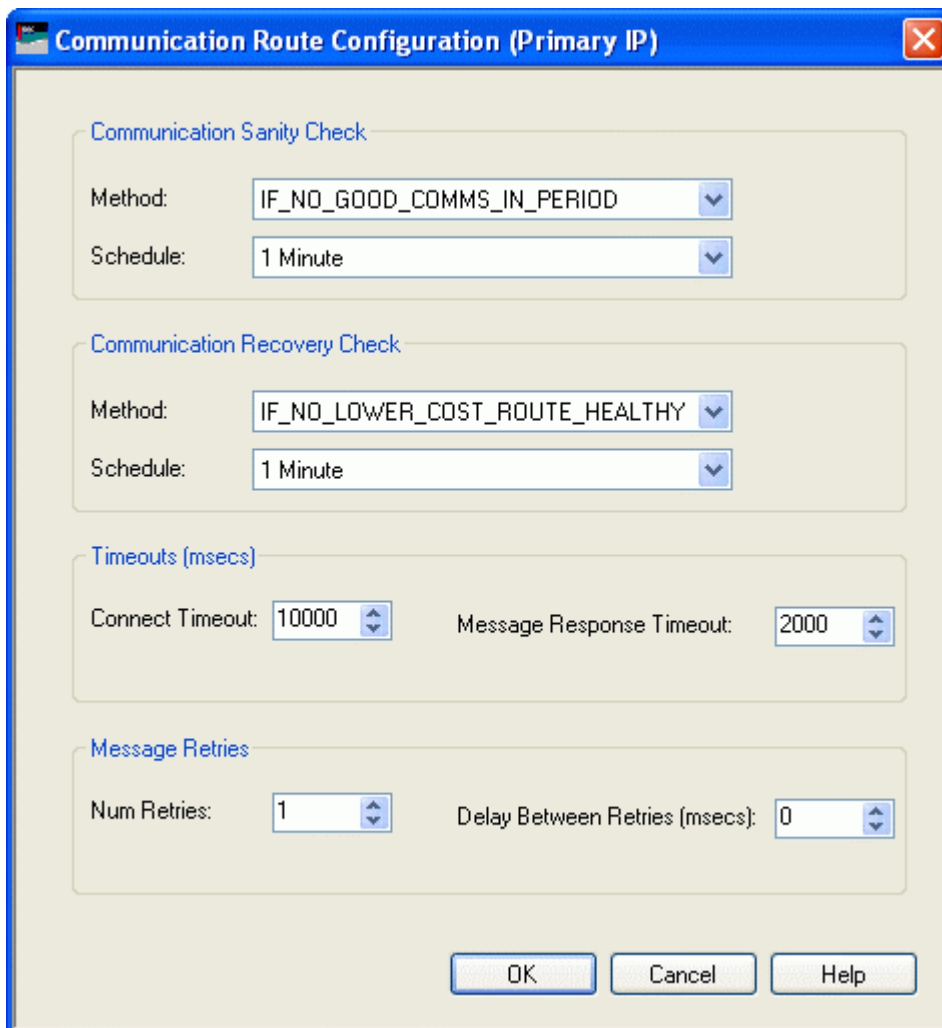 Communication Route Configuration (Primary IP)
Communication Sanity Check
Method: IF_NO_GOOD_COMMS_IN_PERIOD
Schedule: 1 Minute
Communication Recovery Check
Method: IF_NO_LOWER_COST_ROUTE_HEALTHY
Schedule: 1 Minute
Timeouts (msecs)
Connect Timeout: 10000 Message Response Timeout: 2000
Message Retries
Num Retries: 1 Delay Between Retries (msecs): 0
OK Cancel Help